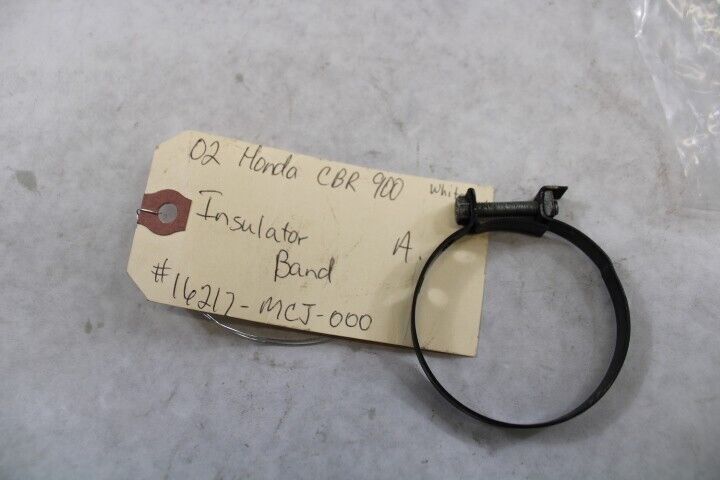 02 Honda CBR 900 White
Insulator A.
Band
#16217-MCJ-000